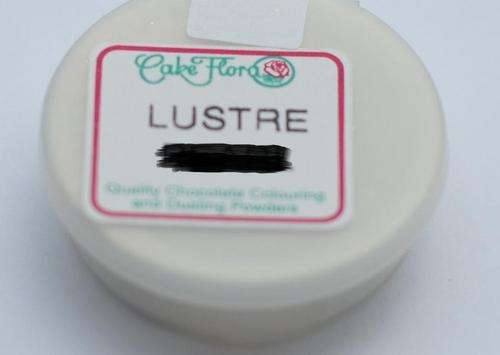 Cake Flora
LUSTRE
Quality Chocolate Colouring
and Dusting Powders